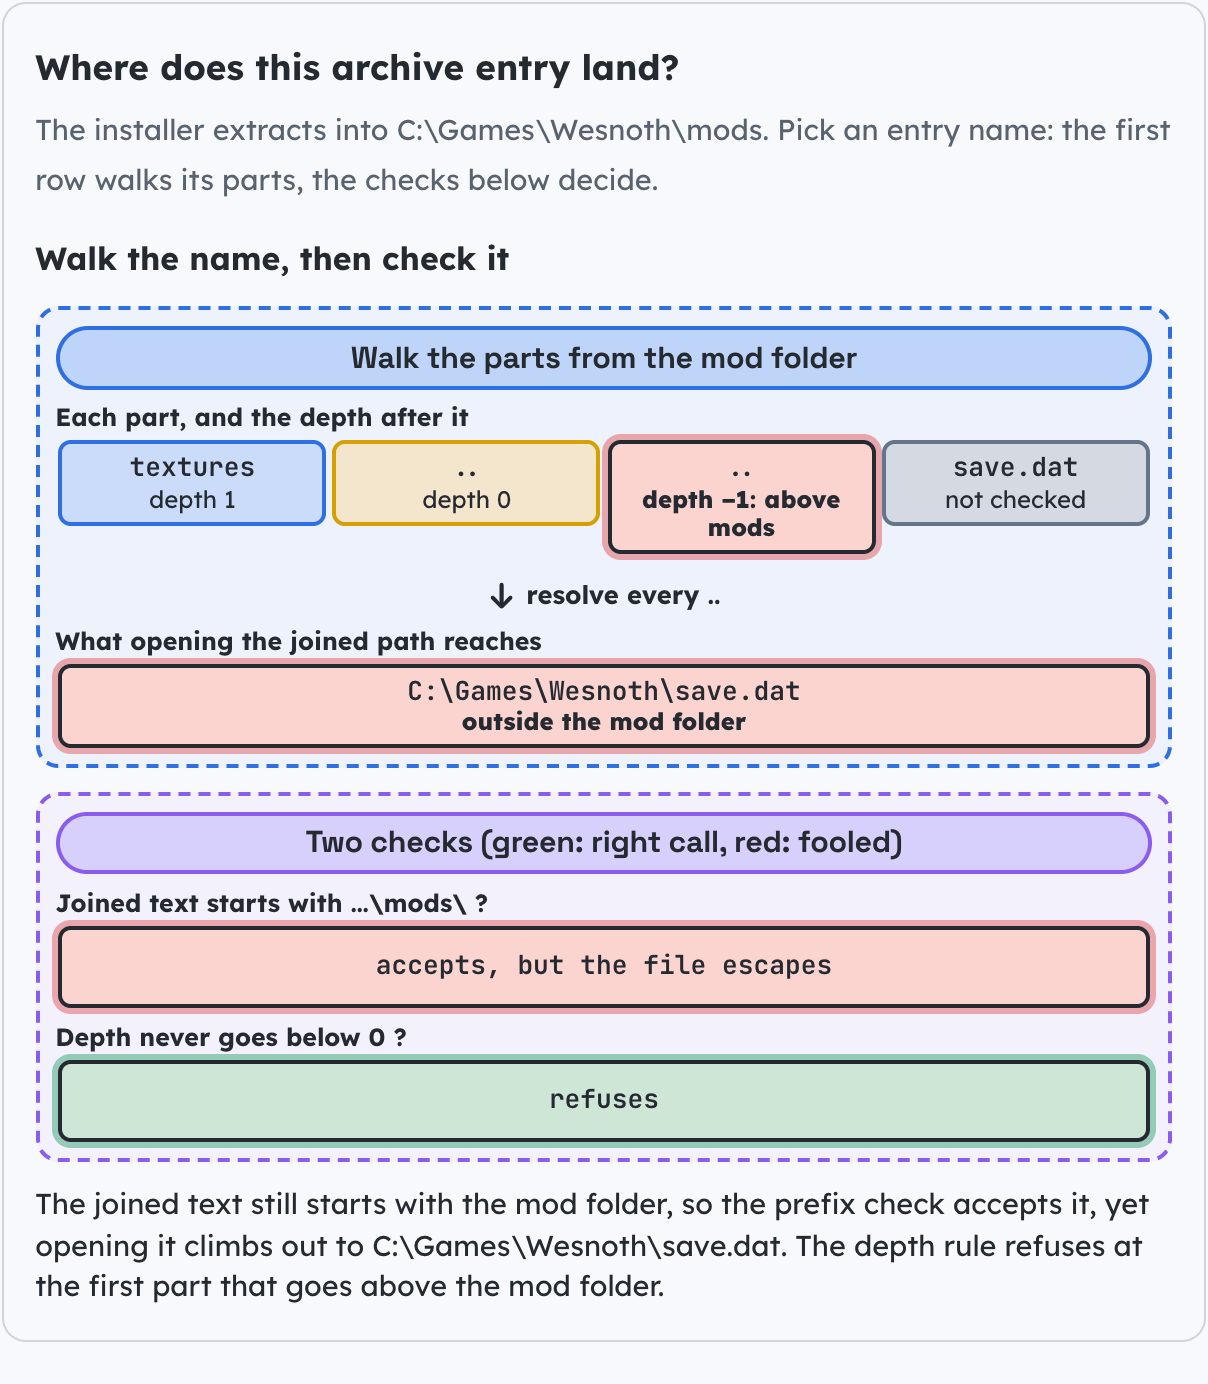 Where does this archive entry land?
The installer extracts into C:\Games\Wesnoth\mods. Pick an entry name: the first
row walks its parts, the checks below decide.
Walk the name, then check it
Walk the parts from the mod folder
Each part, and the depth after it
textures
depth 1
..
depth 0
..
depth −1: above
mods
save.dat
not checked
↓ resolve every ..
What opening the joined path reaches
C:\Games\Wesnoth\save.dat
outside the mod folder
Two checks (green: right call, red: fooled)
Joined text starts with …\mods\ ?
accepts, but the file escapes
Depth never goes below 0 ?
refuses
The joined text still starts with the mod folder, so the prefix check accepts it, yet
opening it climbs out to C:\Games\Wesnoth\save.dat. The depth rule refuses at
the first part that goes above the mod folder.